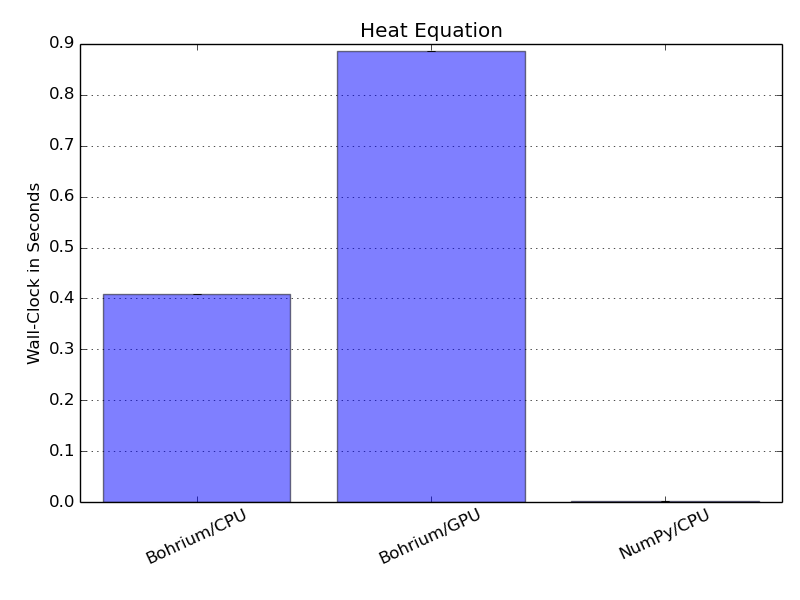 Heat Equation
0.9
0.8
0.7
0.6
0.5
0.4
0.3
0.2
0.1
0.0
Wall-Clock in Seconds
Bohrium/CPU
Bohrium/GPU
NumPy/CPU